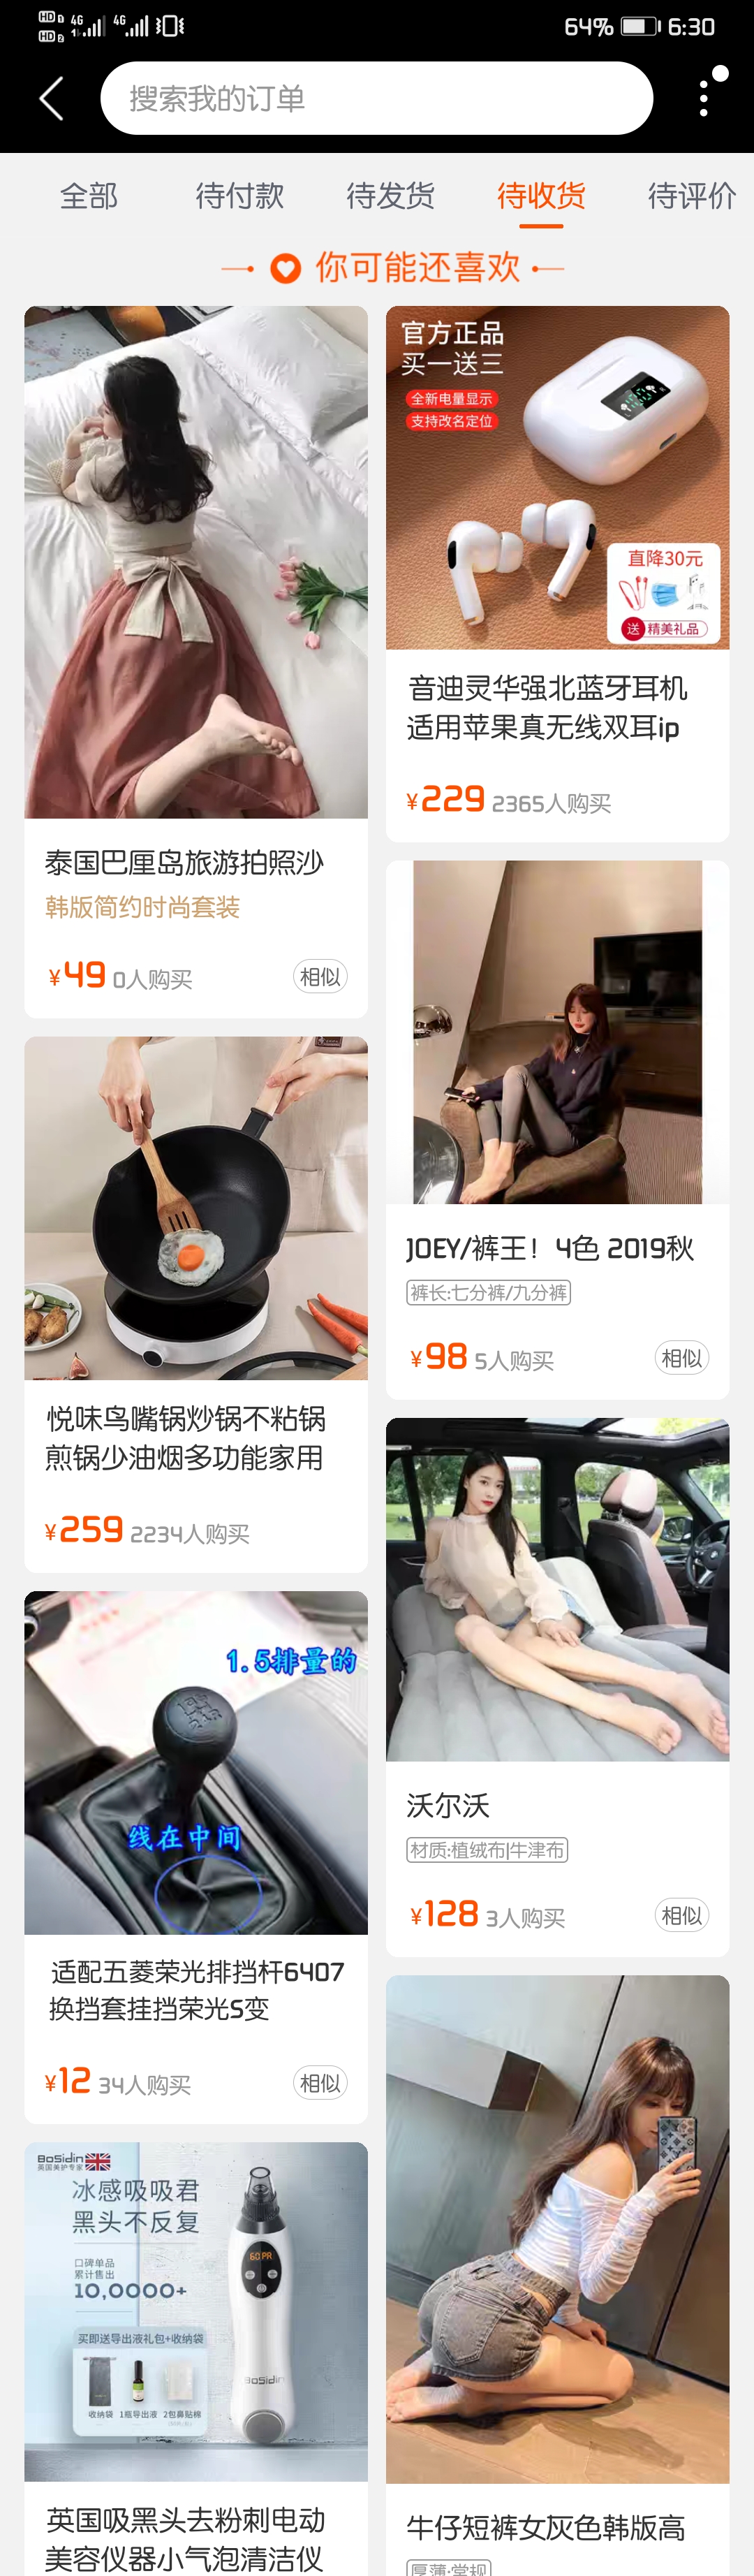 64% 6:30
搜索我的订单
全部 待付款 待发货 待收货 待评价
你可能还喜欢
泰国巴厘岛旅游拍照沙
韩版简约时尚套装
¥49 0人购买 相似
官方正品
买一送三
全新电量显示
支持改名定位
直降30元
送 精美礼品
音迪灵华强北蓝牙耳机
适用苹果真无线双耳ip
¥229 2365人购买
悦味鸟嘴锅炒锅不粘锅
煎锅少油烟多功能家用
¥259 2234人购买
JOEY/裤王！4色 2019秋
裤长:七分裤/九分裤
¥98 5人购买 相似
1.5排量的
线在中间
适配五菱荣光排挡杆6407
换挡套挂挡荣光S变
¥12 34人购买 相似
沃尔沃
材质:植绒布|牛津布
¥128 3人购买 相似
BoSidin
英国美护专家
冰感吸吸君
黑头不反复
口碑单品
累计售出
10,0000+
60PR
BoSidin
买即送导出液礼包+收纳袋
收纳袋 1瓶导出液 2包鼻贴棉
英国吸黑头去粉刺电动
美容仪器小气泡清洁仪
牛仔短裤女灰色韩版高
厚薄:常规